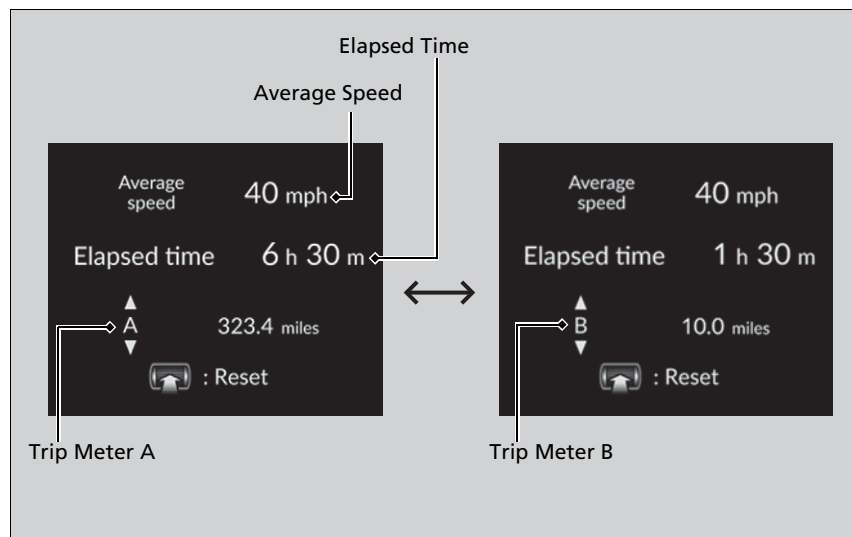 Elapsed Time
Average Speed
Average
speed
40 mph
Elapsed time 6 h 30 m
A 323.4 miles
: Reset
Trip Meter A
Average
speed
40 mph
Elapsed time 1 h 30 m
B 10.0 miles
: Reset
Trip Meter B